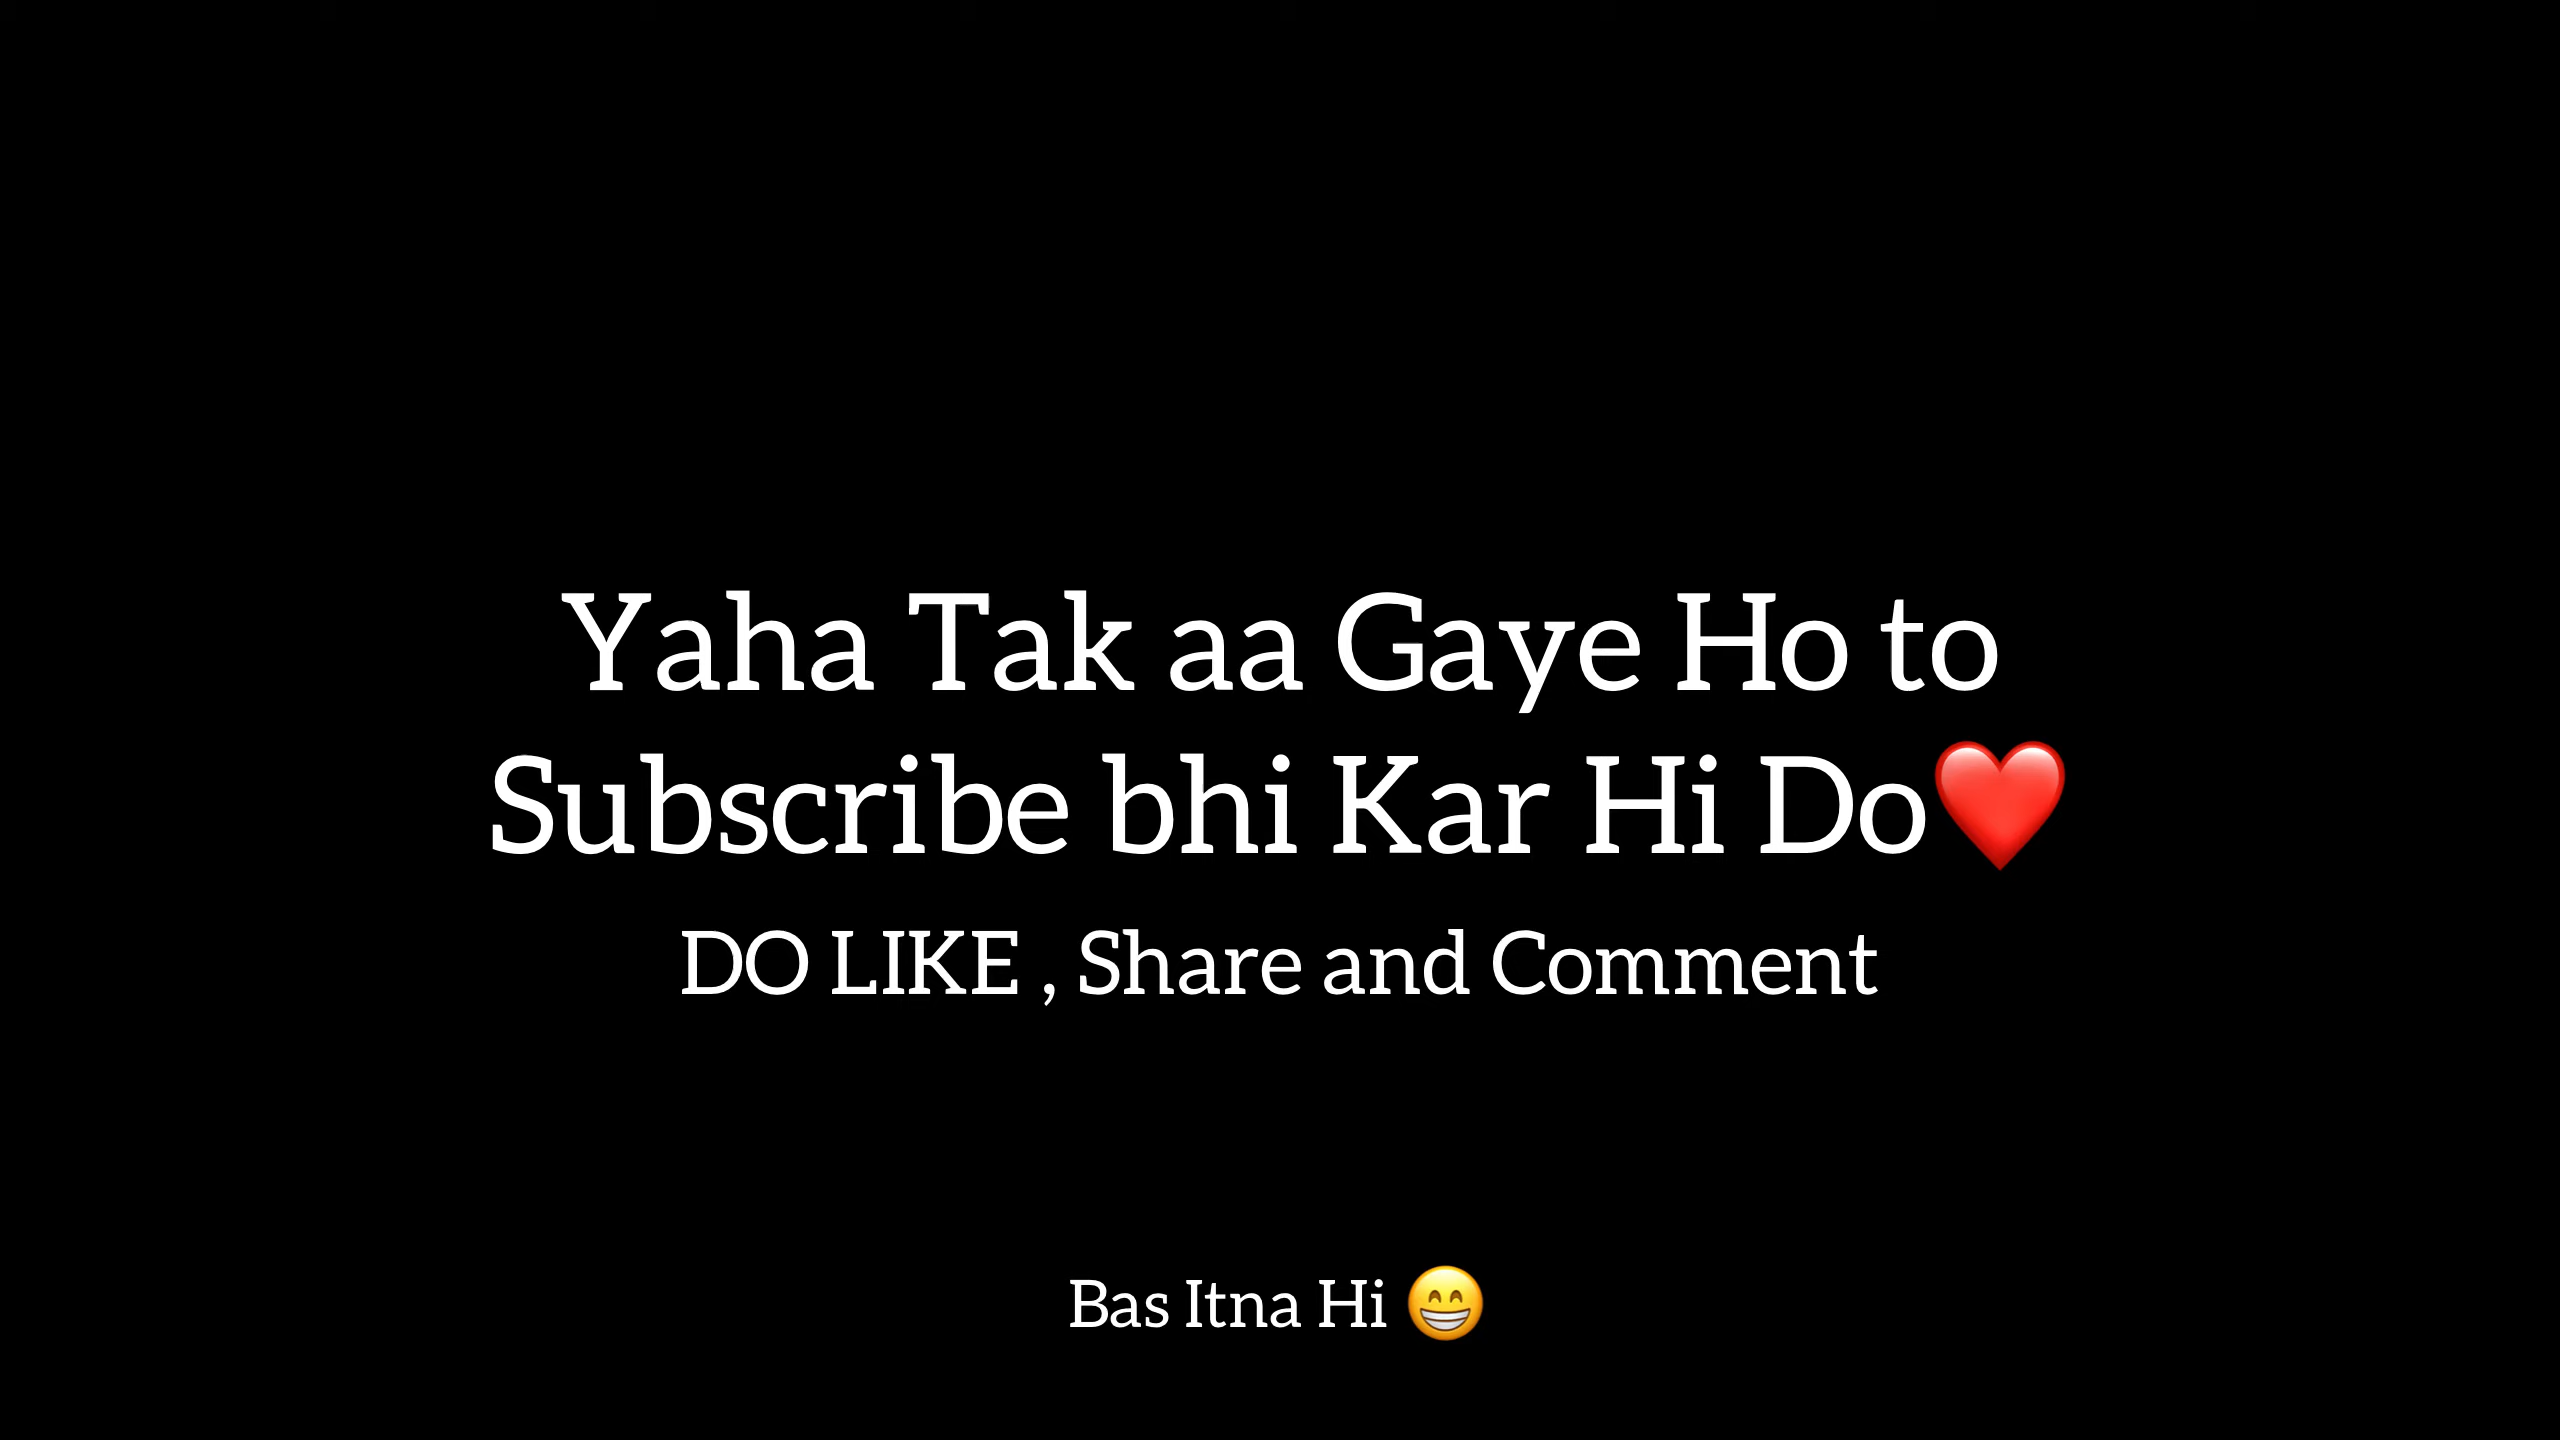 Yaha Tak aa Gaye Ho to
Subscribe bhi Kar Hi Do❤️
DO LIKE , Share and Comment
Bas Itna Hi 😁